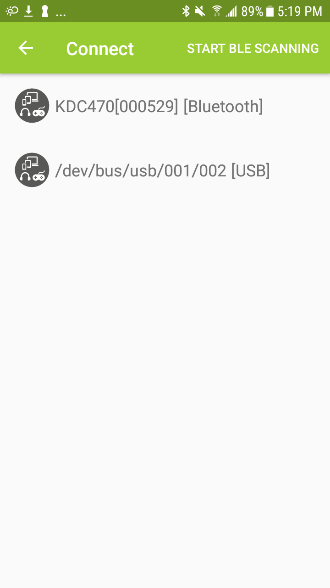 ... 89% 5:19 PM
Connect START BLE SCANNING
KDC470[000529] [Bluetooth]
/dev/bus/usb/001/002 [USB]